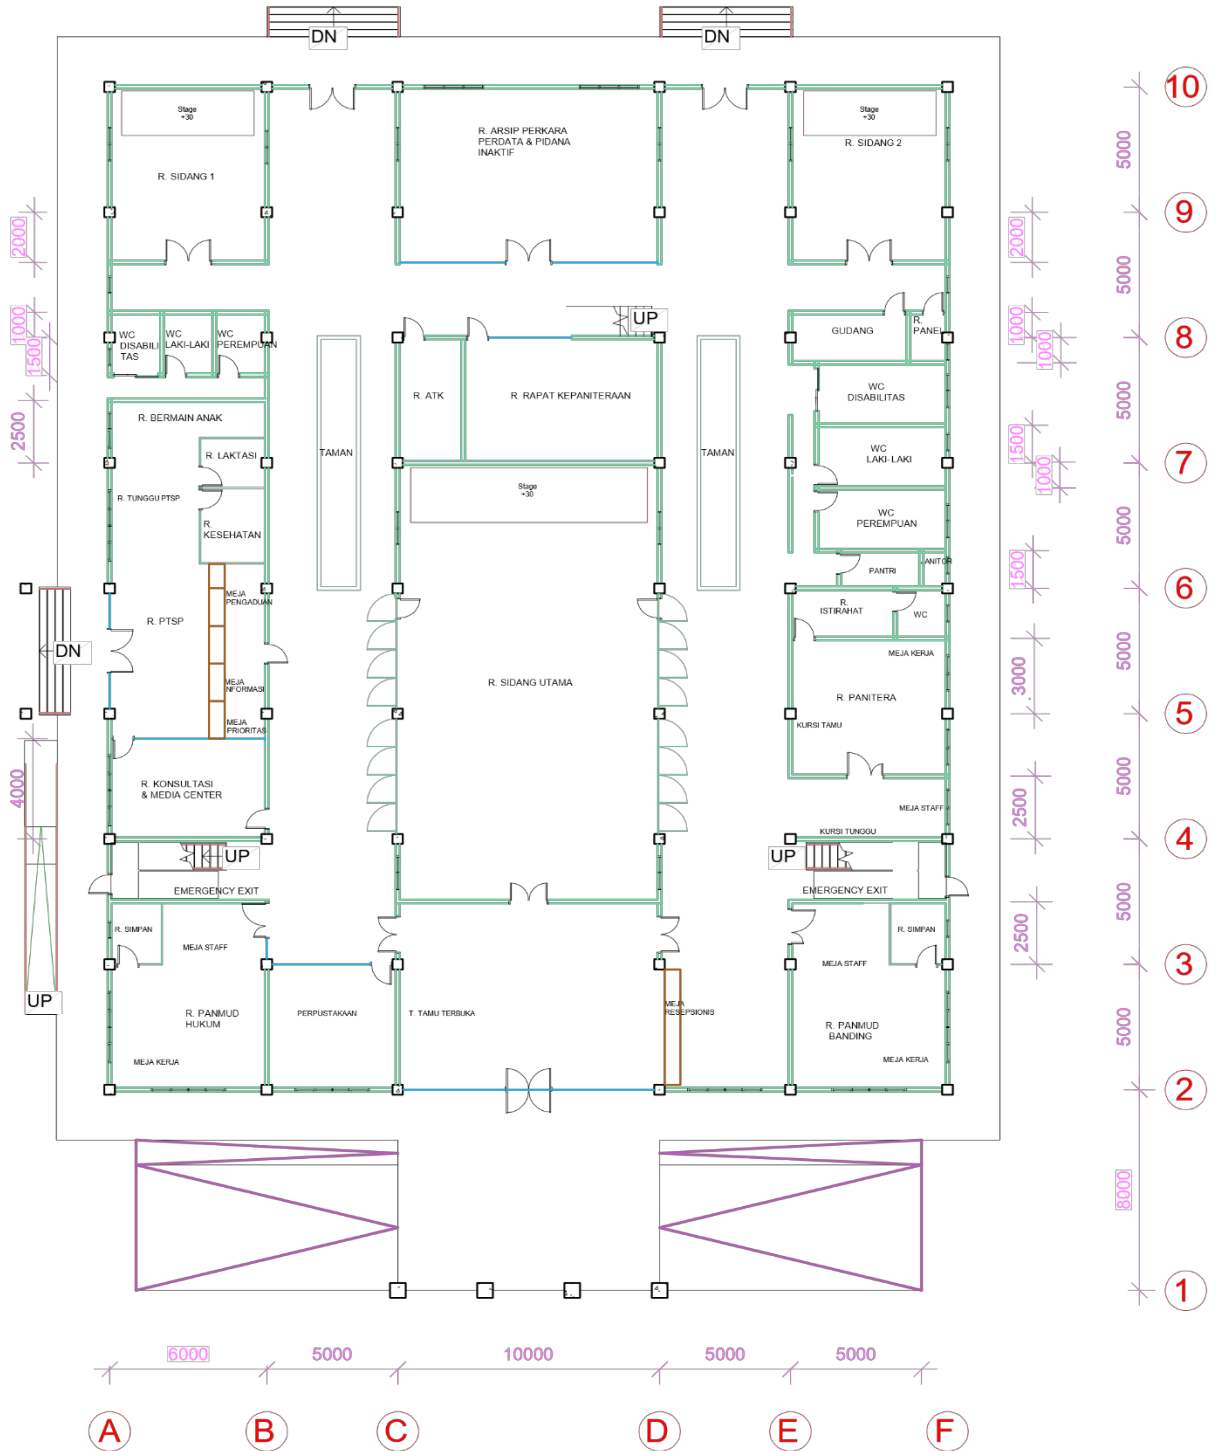 DN
DN
10
Stage
+30
Stage
+30
R. ARSIP PERKARA
PERDATA & PIDANA
INAKTIF
R. SIDANG 2
5000
R. SIDANG 1
9
2000
2000
5000
UP
R.
PANEL
GUDANG
8
1000
1000
WC
DISABILI
TAS
WC
LAKI-LAKI
WC
PEREMPUAN
1500
1000
WC
DISABILITAS
R. ATK
R. RAPAT KEPANITERAAN
5000
R. BERMAIN ANAK
2500
R. LAKTASI
TAMAN
TAMAN
WC
LAKI-LAKI
1500
7
1000
Stage
+30
R. TUNGGU PTSP
R.
KESEHATAN
WC
PEREMPUAN
5000
PANTRI
JANITOR
1500
6
MEJA
PENGADUAN
R.
ISTIRAHAT
WC
R. PTSP
DN
MEJA KERJA
5000
MEJA
INFORMASI
R. SIDANG UTAMA
R. PANITERA
3000
MEJA
PRIORITAS
KURSI TAMU
5
4000
R. KONSULTASI
& MEDIA CENTER
5000
MEJA STAFF
2500
KURSI TUNGGU
4
UP
UP
EMERGENCY EXIT
EMERGENCY EXIT
5000
R. SIMPAN
R. SIMPAN
2500
MEJA STAFF
MEJA STAFF
3
UP
R. PANMUD
HUKUM
PERPUSTAKAAN
T. TAMU TERBUKA
MEJA
RESEPSIONIS
R. PANMUD
BANDING
5000
MEJA KERJA
MEJA KERJA
2
8000
1
6000
5000
10000
5000
5000
A
B
C
D
E
F